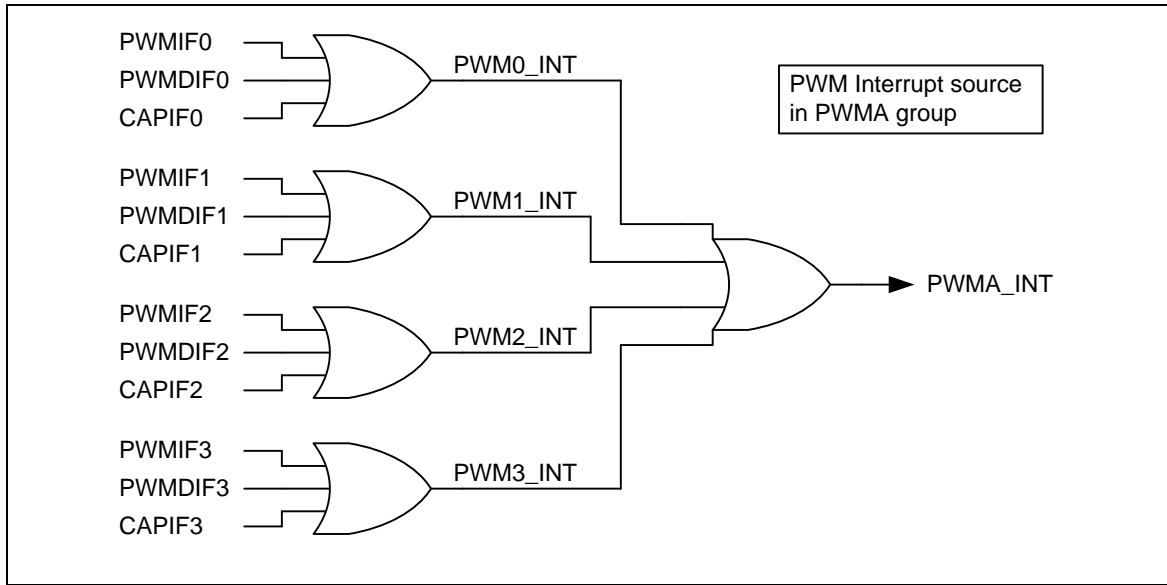 PWMIF0
PWMDIF0
CAPIF0
PWM0_INT
PWM Interrupt source
in PWMA group
PWMIF1
PWMDIF1
CAPIF1
PWM1_INT
PWMA_INT
PWMIF2
PWMDIF2
CAPIF2
PWM2_INT
PWMIF3
PWMDIF3
CAPIF3
PWM3_INT